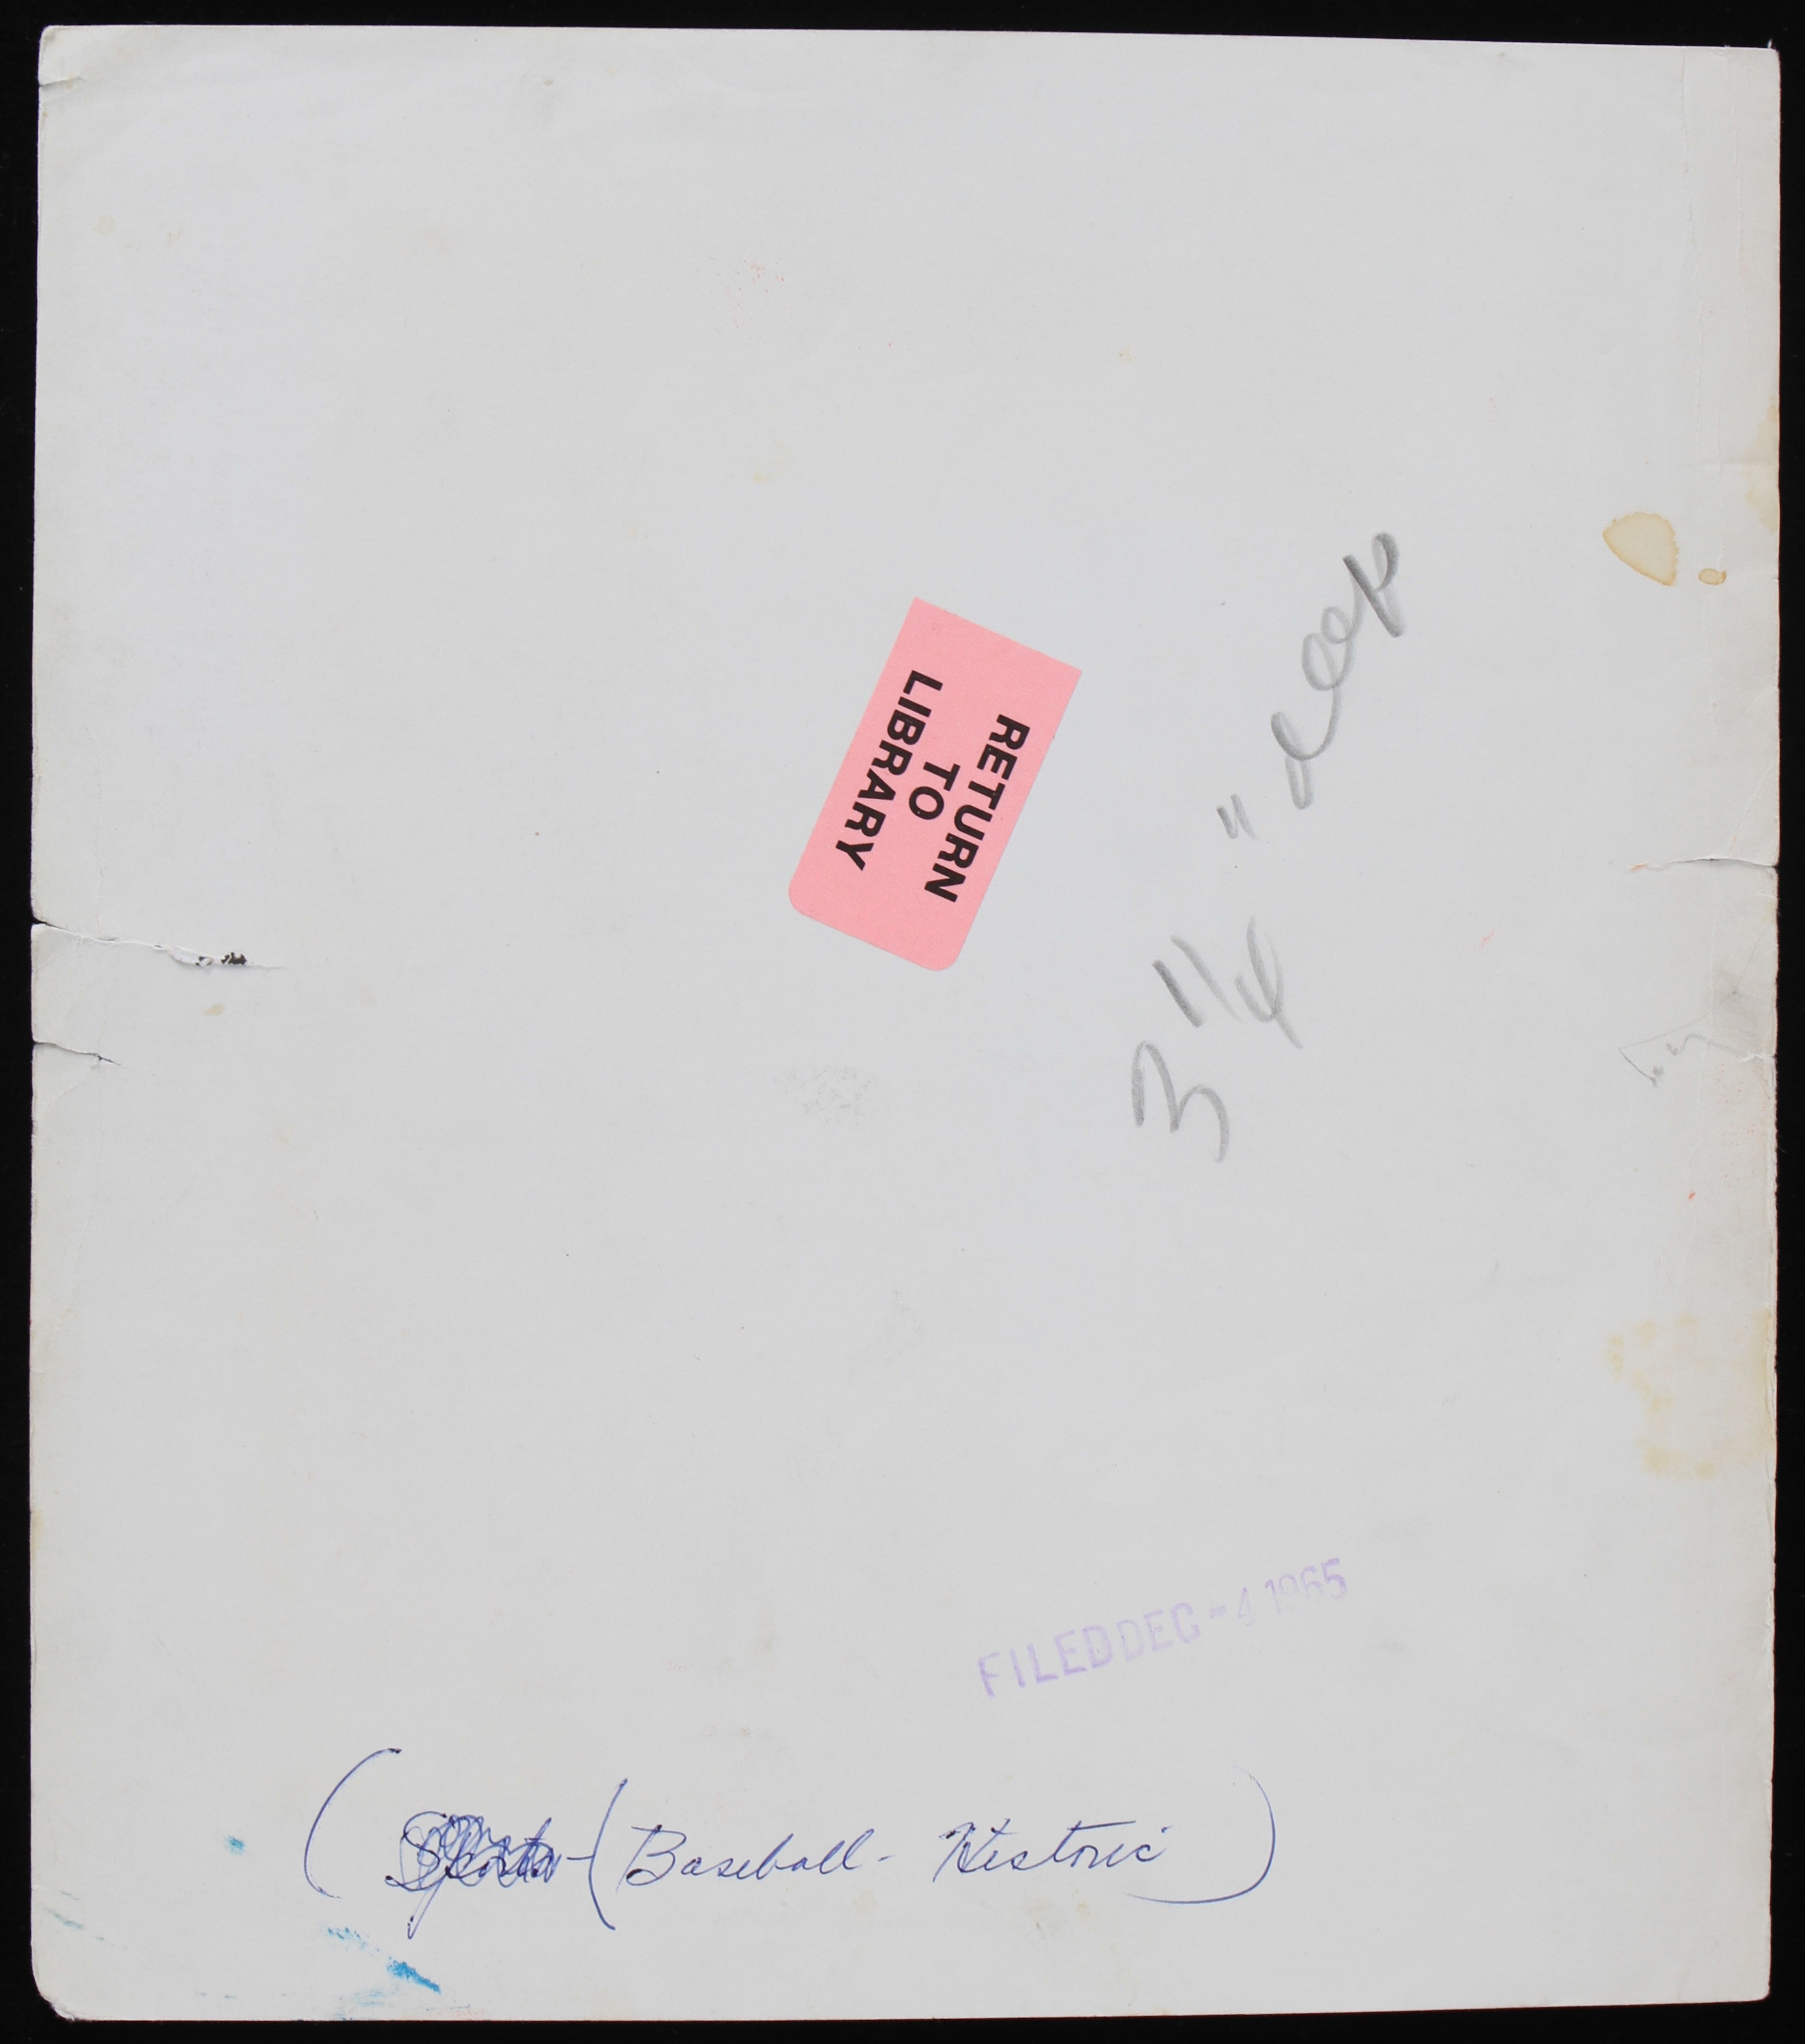 RETURN
TO
LIBRARY
3 1/4 " deep
FILED DEC - 4 1965
( Sports - ( Baseball - Historic )